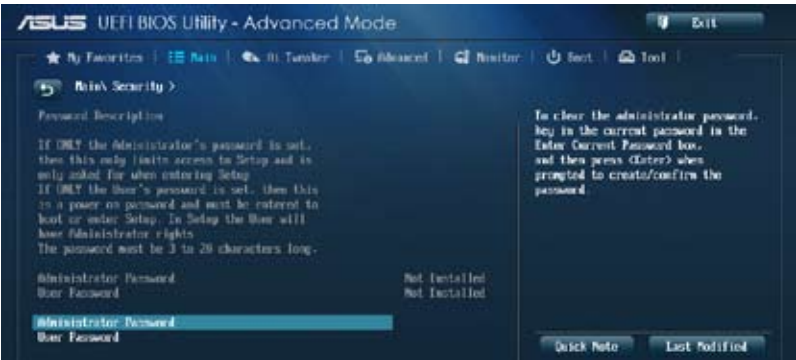 ASUS UEFI BIOS Utility - Advanced Mode
Exit
My Favorites | Main | Ai Tweaker | Advanced | Monitor | Boot | Tool
Main\ Security >
Password Description
If ONLY the Administrator's password is set,
then this only limits access to Setup and is
only asked for when entering Setup
If ONLY the User's password is set, then this
is a power on password and must be entered to
boot or enter Setup. In Setup the User will
have Administrator rights
The password must be 3 to 20 characters long.
Administrator Password Not Installed
User Password Not Installed
Administrator Password
User Password
To clear the administrator password,
key in the current password in the
Enter Current Password box,
and then press <Enter> when
prompted to create/confirm the
password.
Quick Note
Last Modified